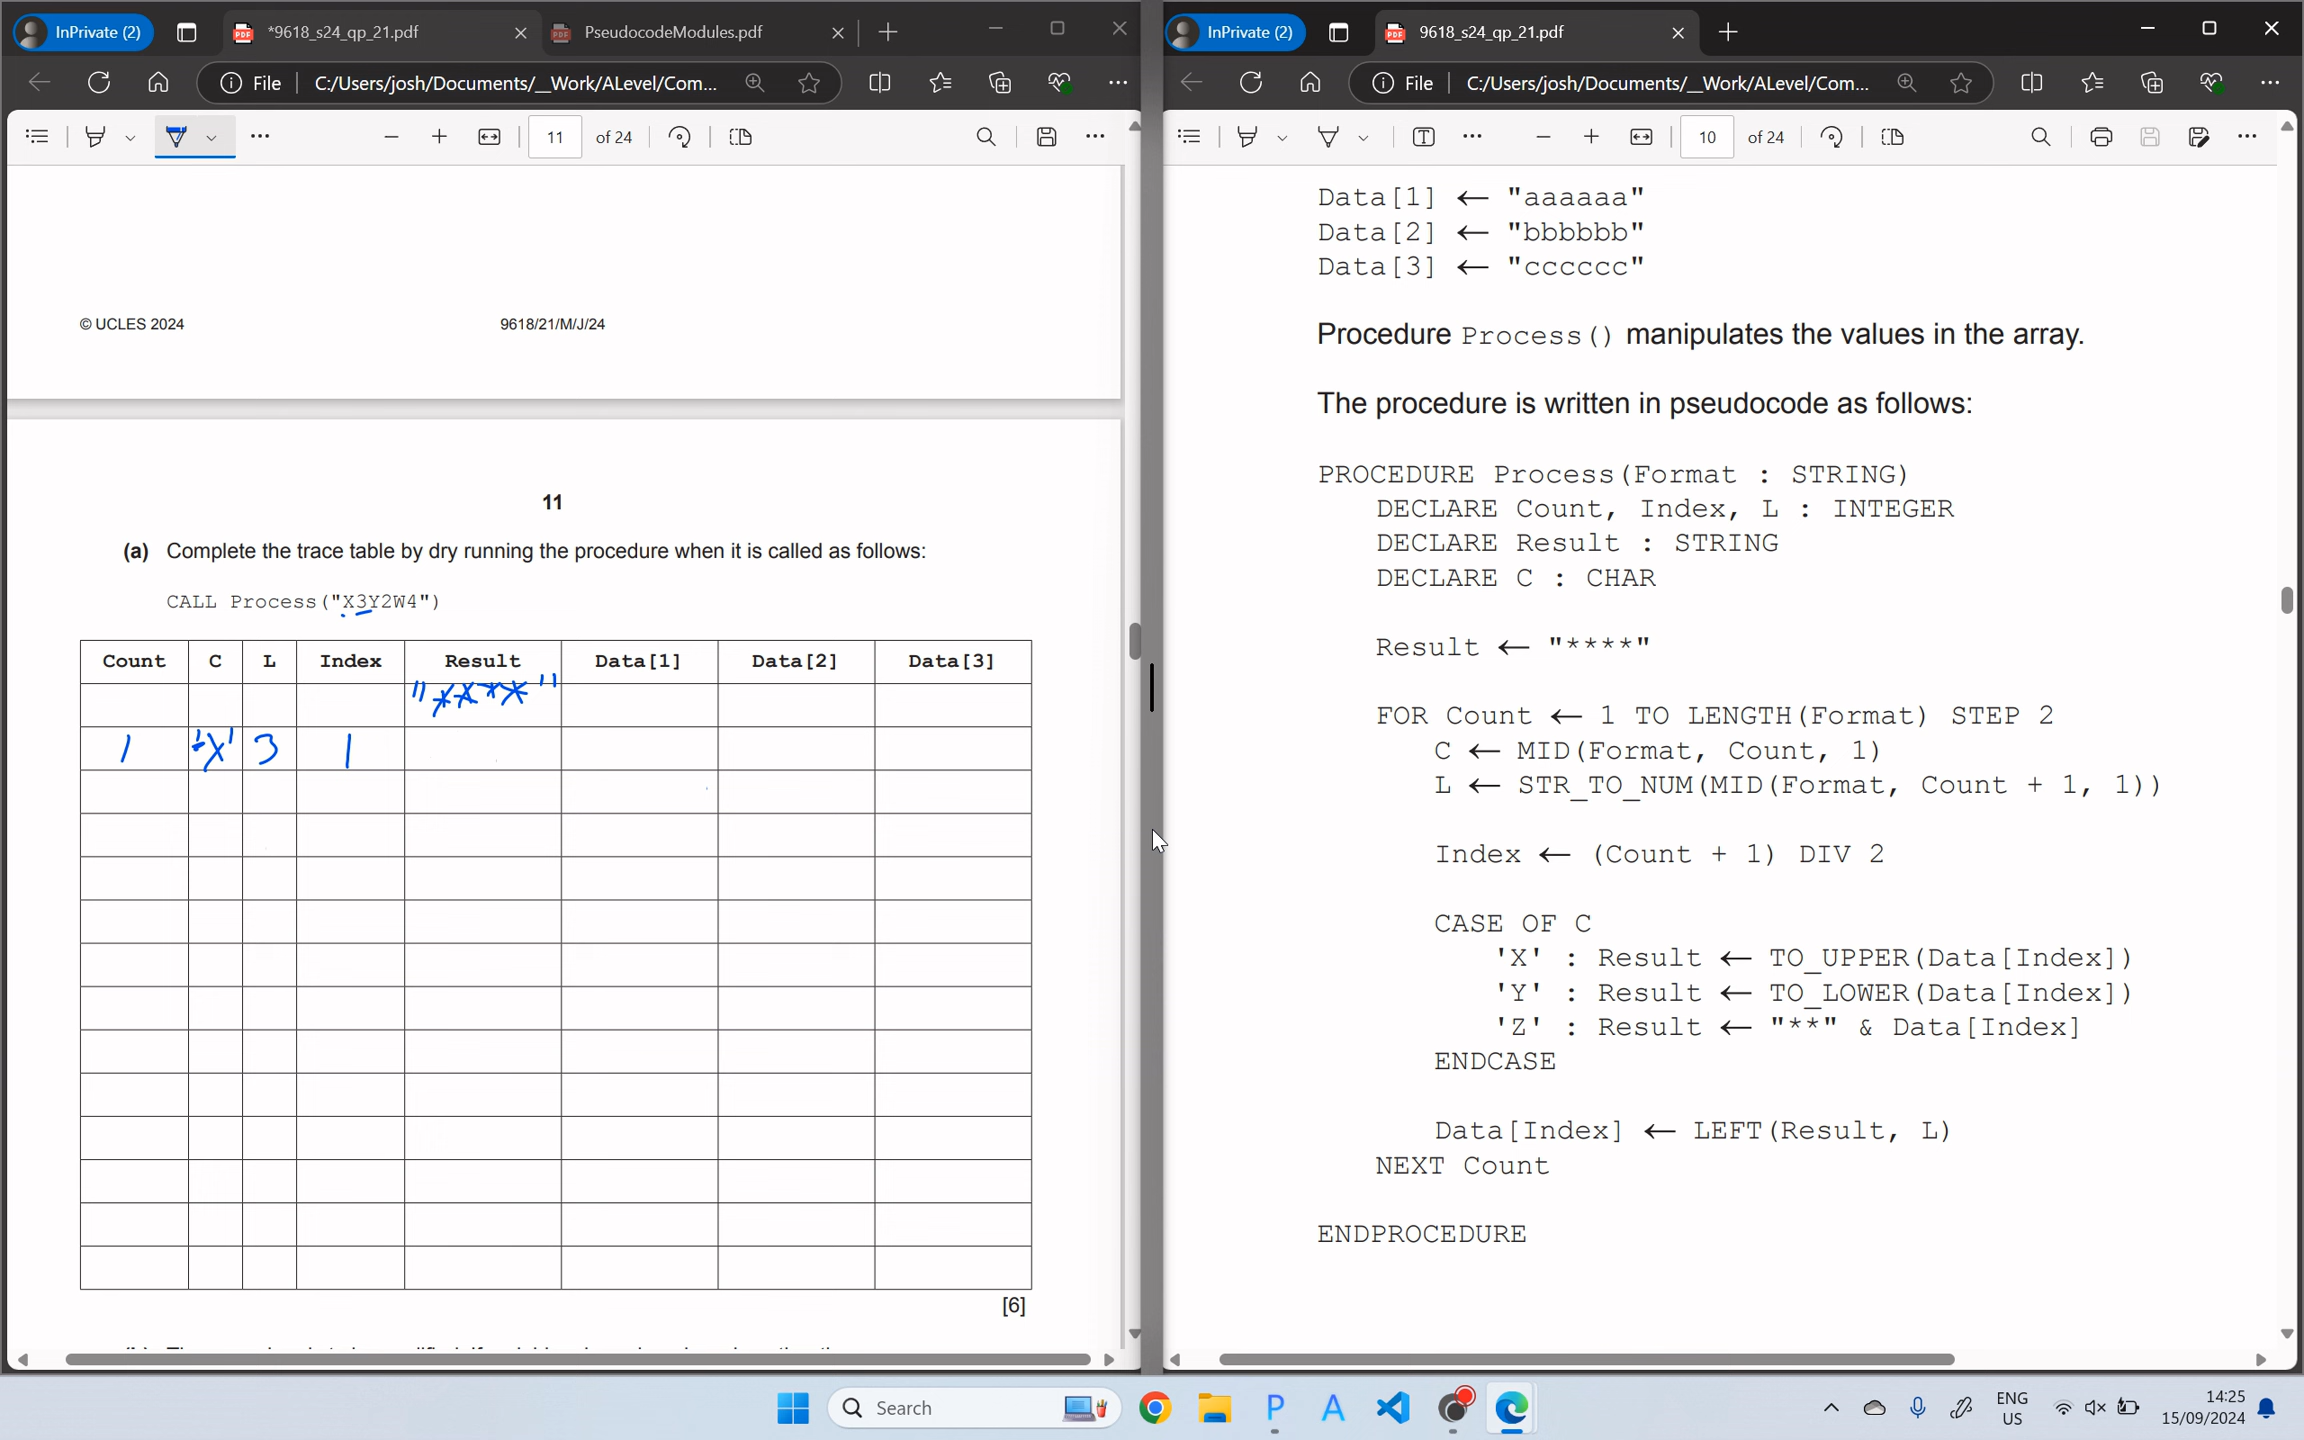 InPrivate (2)
*9618_s24_qp_21.pdf
PseudocodeModules.pdf
File
C:/Users/josh/Documents/__Work/ALevel/Com...
11
of 24
© UCLES 2024
9618/21/M/J/24
11
(a) Complete the trace table by dry running the procedure when it is called as follows:
CALL Process("X3Y2W4")
Count C L Index Result Data[1] Data[2] Data[3]
"****"
1 'X' 3 1
[6]
InPrivate (2)
9618_s24_qp_21.pdf
File
C:/Users/josh/Documents/__Work/ALevel/Com...
10
of 24
Data[1] ← "aaaaaa"
Data[2] ← "bbbbbb"
Data[3] ← "cccccc"
Procedure Process() manipulates the values in the array.
The procedure is written in pseudocode as follows:
PROCEDURE Process(Format : STRING)
DECLARE Count, Index, L : INTEGER
DECLARE Result : STRING
DECLARE C : CHAR
Result ← "****"
FOR Count ← 1 TO LENGTH(Format) STEP 2
C ← MID(Format, Count, 1)
L ← STR_TO_NUM(MID(Format, Count + 1, 1))
Index ← (Count + 1) DIV 2
CASE OF C
'X' : Result ← TO_UPPER(Data[Index])
'Y' : Result ← TO_LOWER(Data[Index])
'Z' : Result ← "**" & Data[Index]
ENDCASE
Data[Index] ← LEFT(Result, L)
NEXT Count
ENDPROCEDURE
Search
ENG
US
14:25
15/09/2024